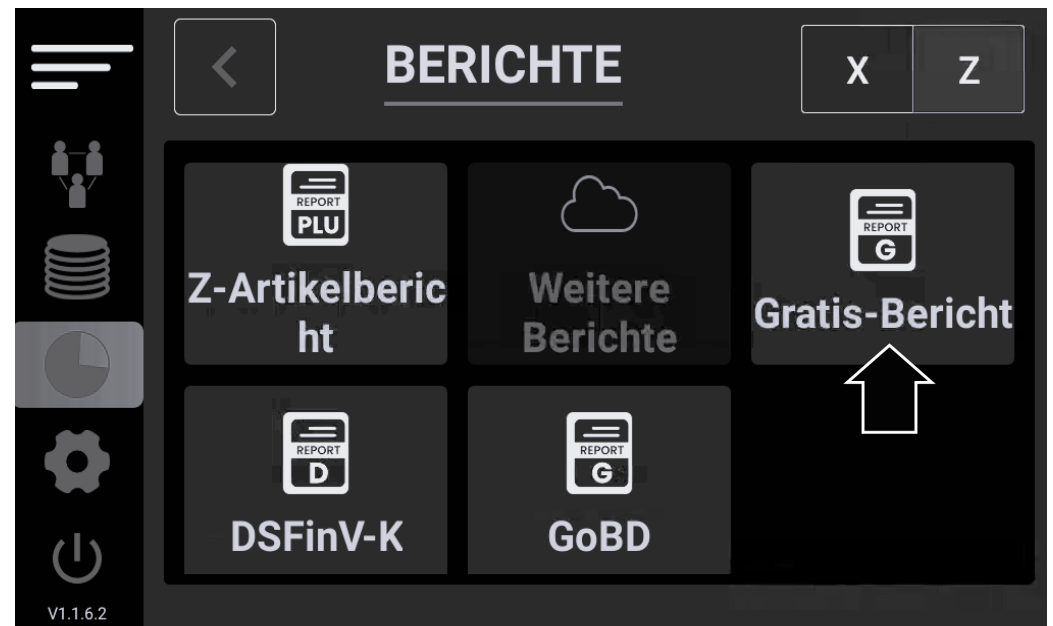 BERICHTE
X
Z
REPORT
PLU
Z-Artikelberic
ht
Weitere
Berichte
REPORT
G
Gratis-Bericht
REPORT
D
DSFinV-K
REPORT
G
GoBD
V1.1.6.2